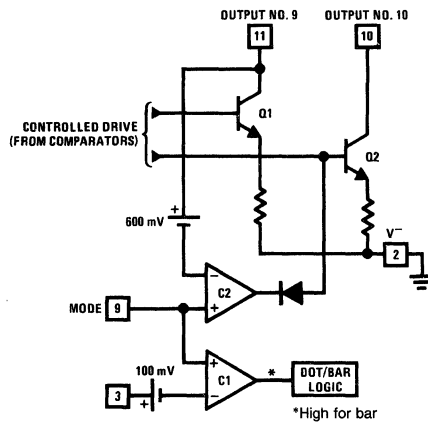 OUTPUT NO. 9 OUTPUT NO. 10
11 10
Q1
CONTROLLED DRIVE
(FROM COMPARATORS)
Q2
+
600 mV
V−
2
−
C2
MODE 9
+
100 mV
+
C1
*
DOT/BAR
LOGIC
3
+
−
*High for bar